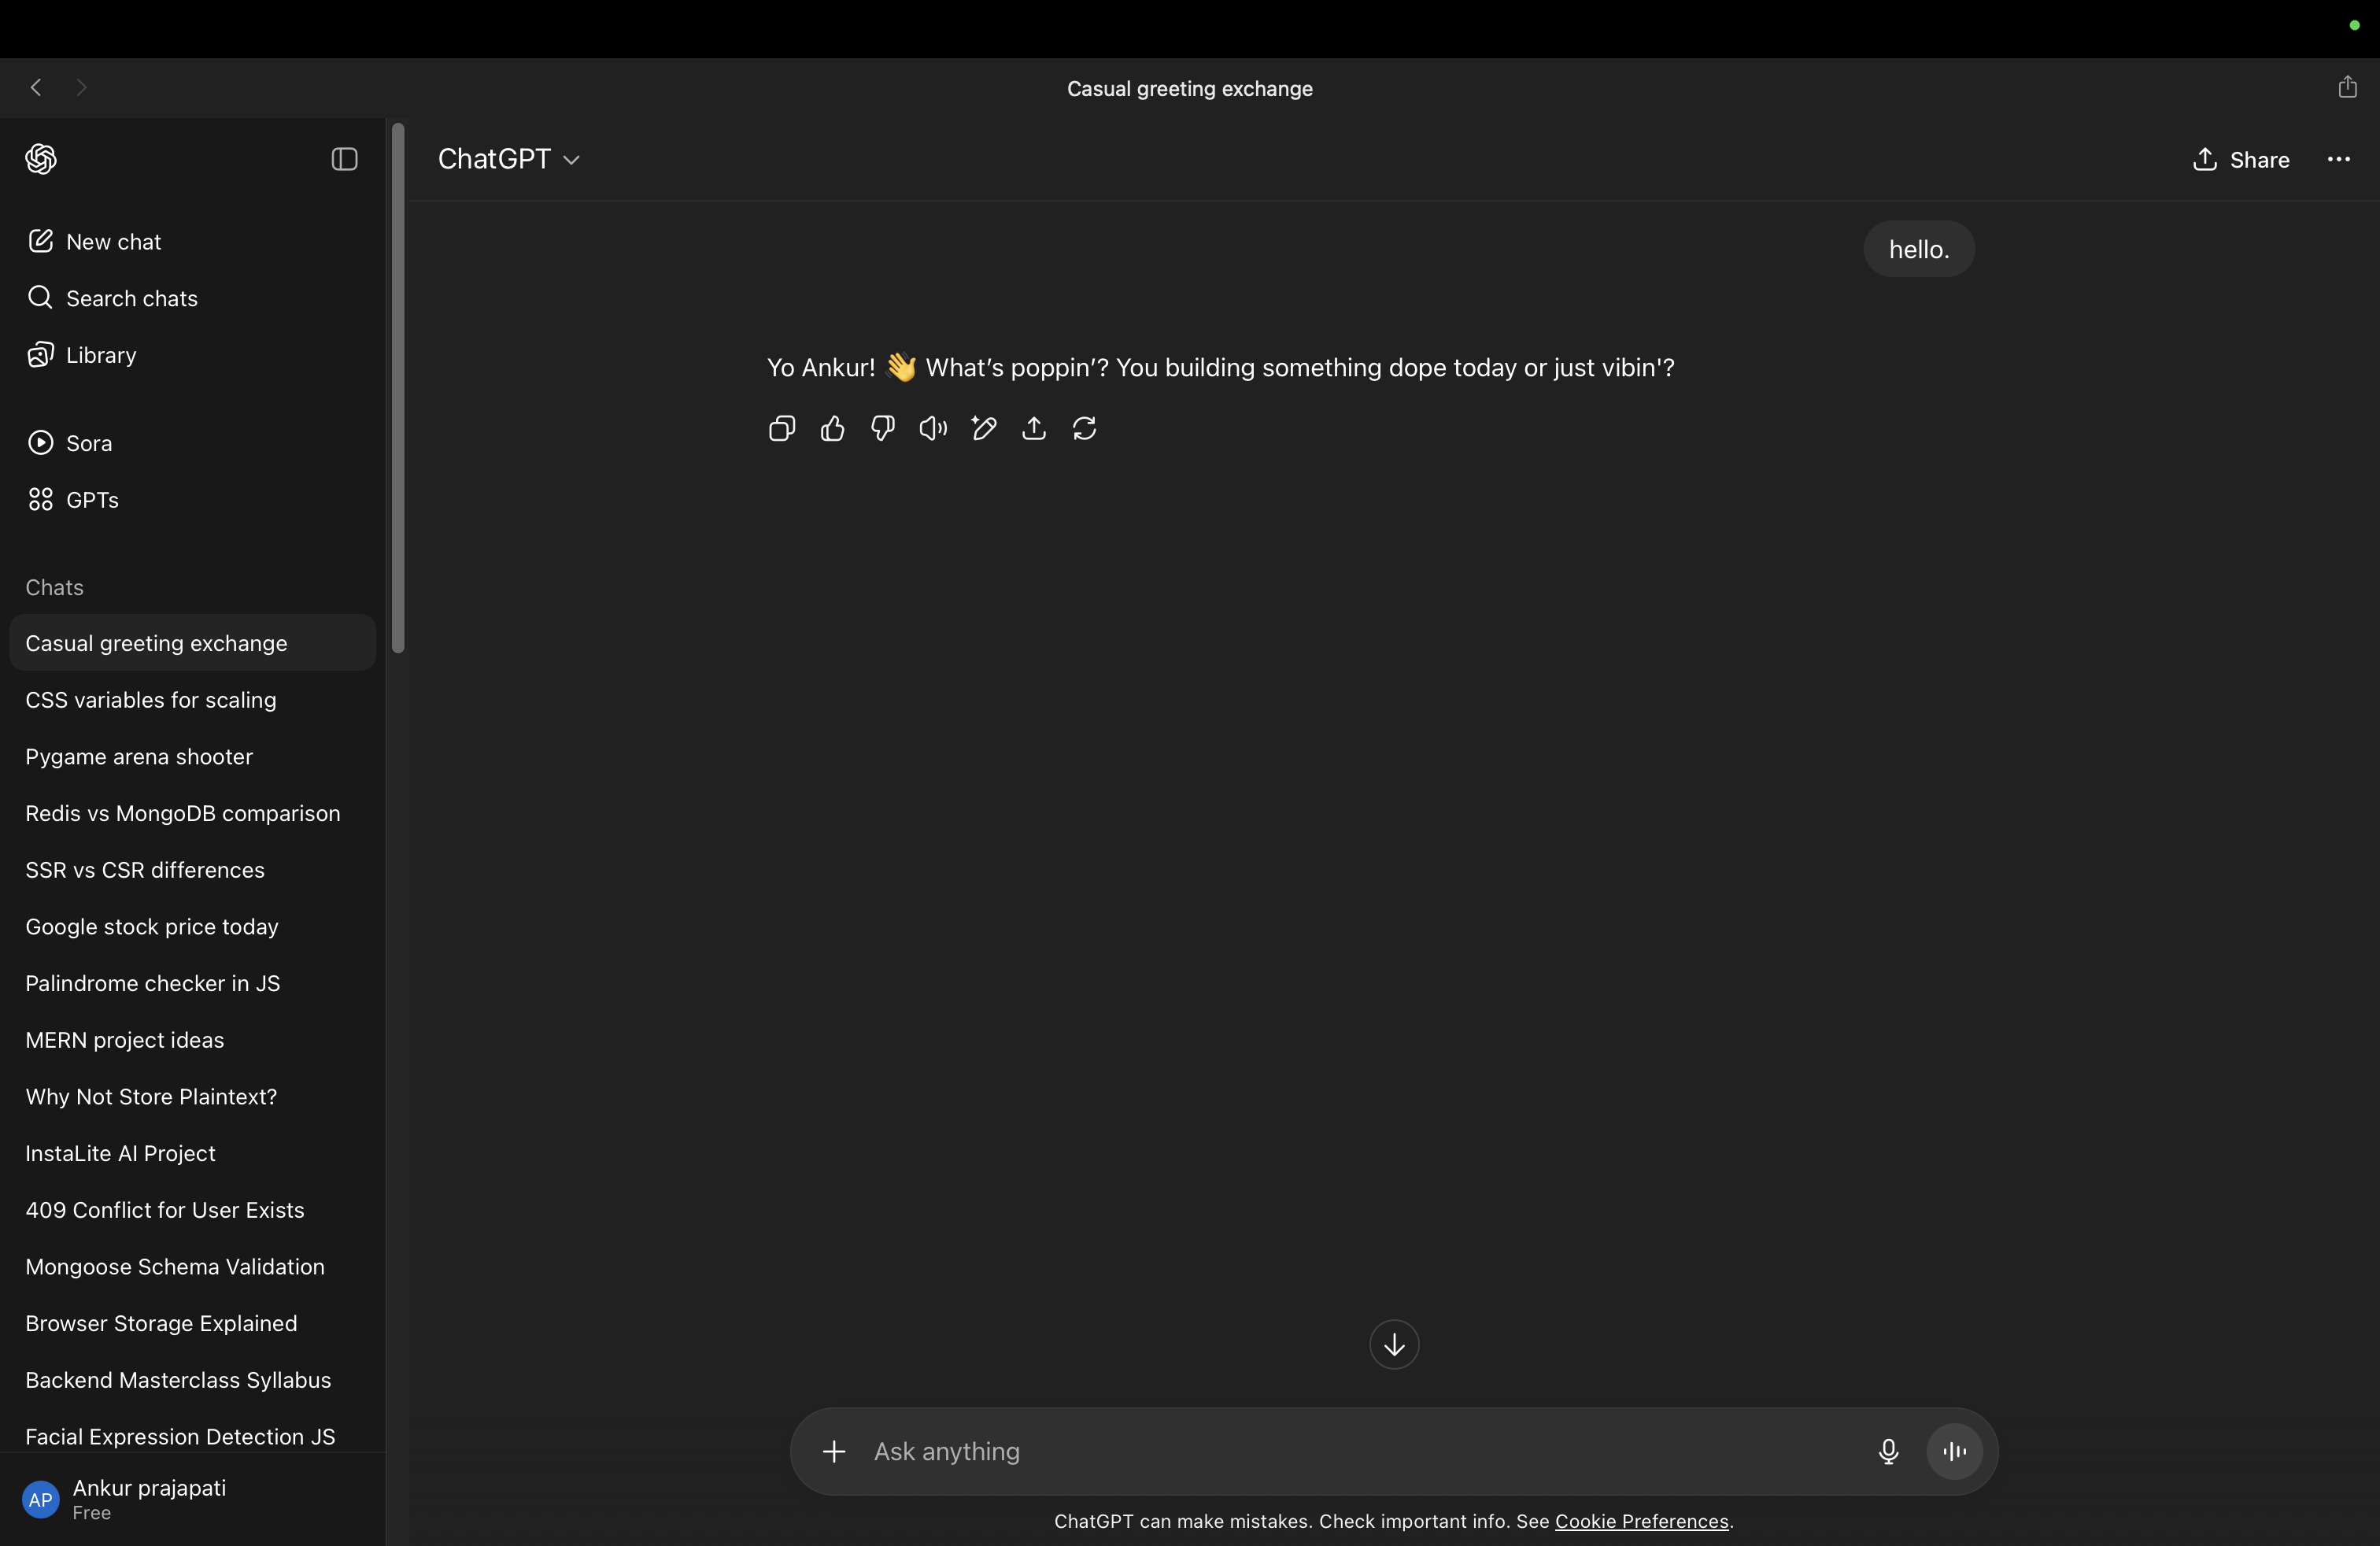 Casual greeting exchange
ChatGPT
Share
New chat
Search chats
Library
Sora
GPTs
Chats
Casual greeting exchange
CSS variables for scaling
Pygame arena shooter
Redis vs MongoDB comparison
SSR vs CSR differences
Google stock price today
Palindrome checker in JS
MERN project ideas
Why Not Store Plaintext?
InstaLite AI Project
409 Conflict for User Exists
Mongoose Schema Validation
Browser Storage Explained
Backend Masterclass Syllabus
Facial Expression Detection JS
AP
Ankur prajapati
Free
hello.
Yo Ankur! 👋 What’s poppin’? You building something dope today or just vibin'?
Ask anything
ChatGPT can make mistakes. Check important info. See Cookie Preferences.